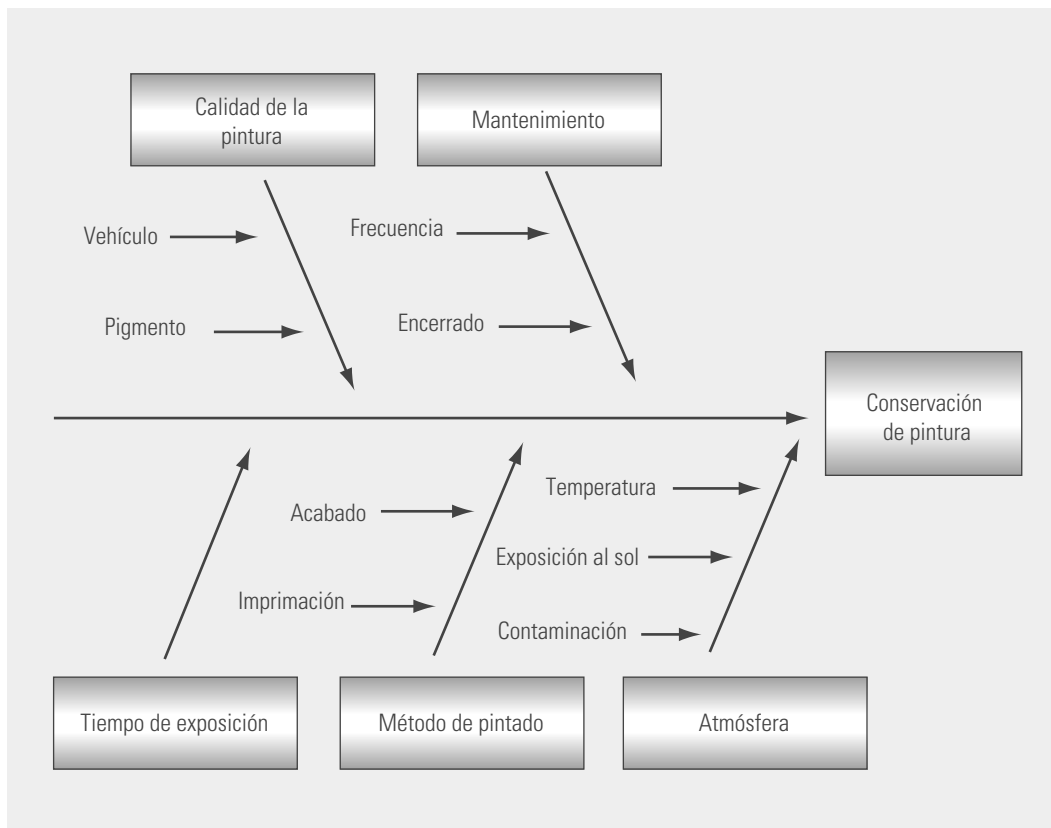 Calidad de la
pintura
Mantenimiento
Vehículo
Frecuencia
Pigmento
Encerrado
Conservación
de pintura
Temperatura
Acabado
Exposición al sol
Imprimación
Contaminación
Tiempo de exposición
Método de pintado
Atmósfera